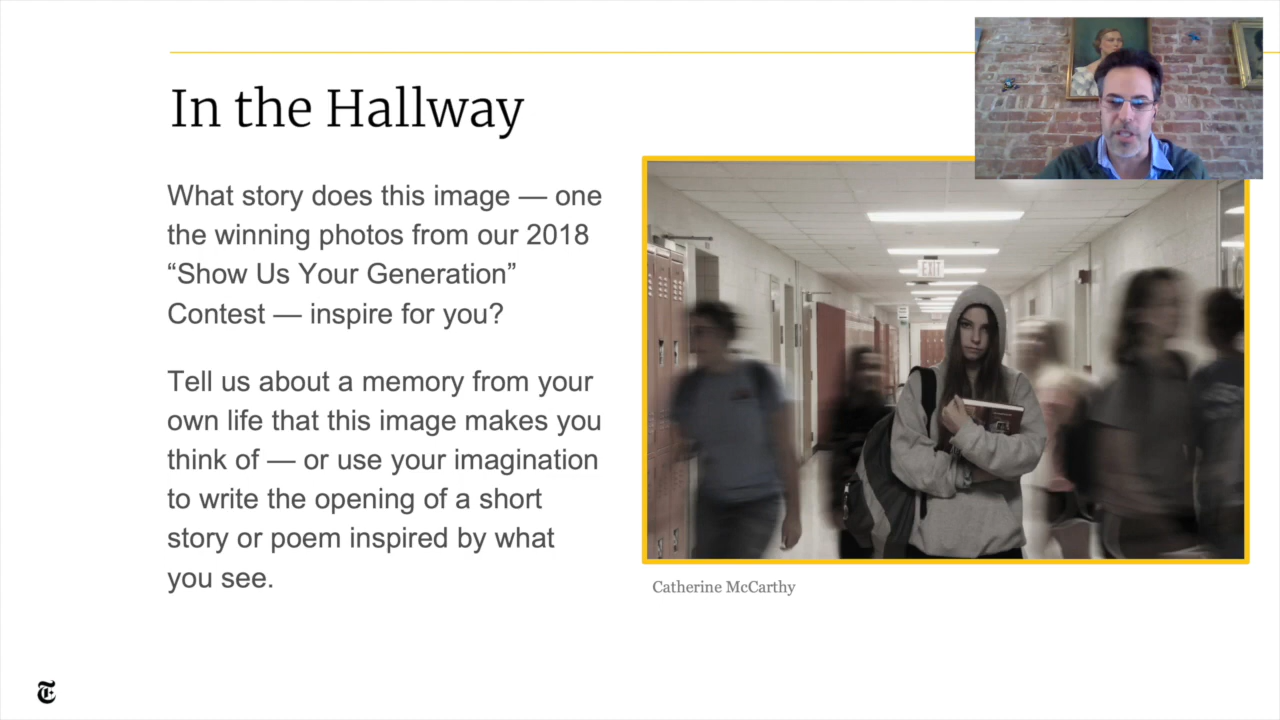 In the Hallway
What story does this image — one
the winning photos from our 2018
“Show Us Your Generation”
Contest — inspire for you?
Tell us about a memory from your
own life that this image makes you
think of — or use your imagination
to write the opening of a short
story or poem inspired by what
you see.
EXIT
Catherine McCarthy